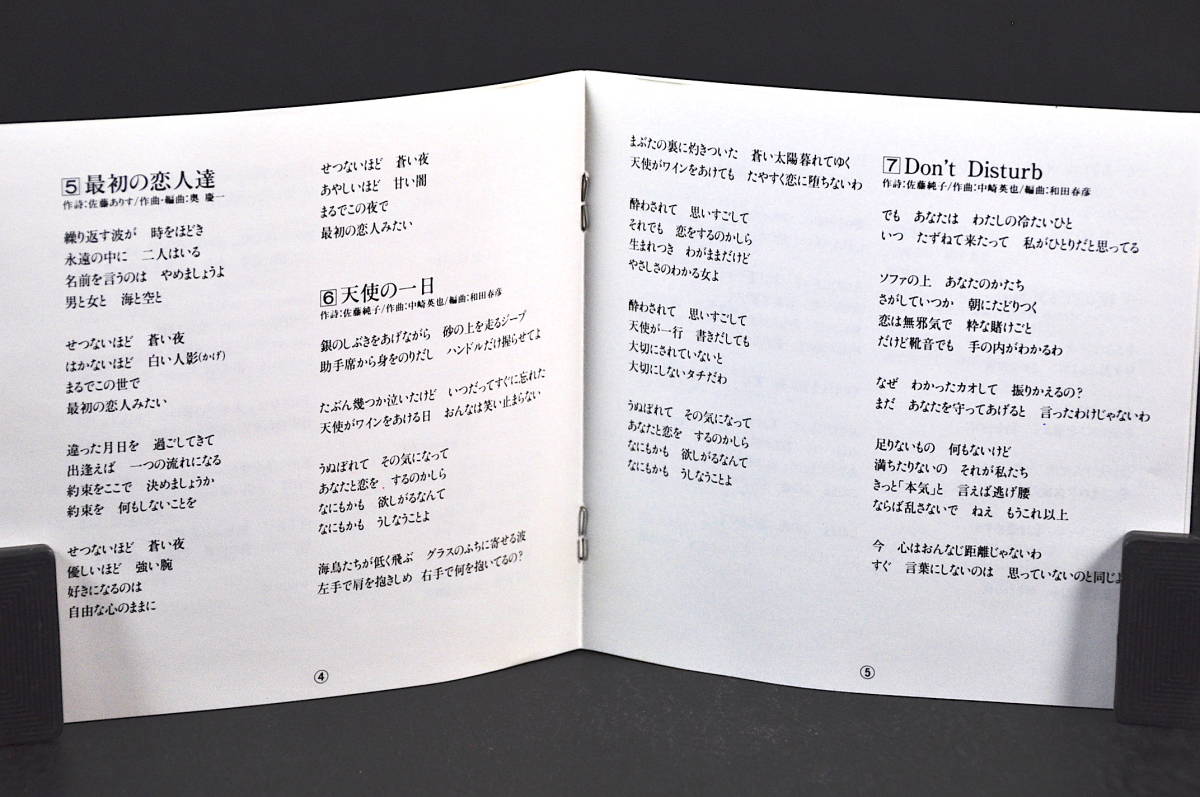 5 最初の恋人達
作詩:佐藤ありす/作曲・編曲:奥 慶一
繰り返す波が 時をほどき
永遠の中に 二人はいる
名前を言うのは やめましょうよ
男と女と 海と空と
せつないほど 蒼い夜
はかないほど 白い人影(かげ)
まるでこの世で
最初の恋人みたい
違った月日を 過ごしてきて
出逢えば 一つの流れになる
約束をここで 決めましょうか
約束を 何もしないことを
せつないほど 蒼い夜
優しいほど 強い腕
好きになるのは
自由な心のままに
せつないほど 蒼い夜
あやしいほど 甘い闇
まるでこの夜で
最初の恋人みたい
6 天使の一日
作詩:佐藤純子/作曲:中崎英也/編曲:和田春彦
銀のしぶきをあげながら 砂の上を走るジープ
助手席から身をのりだし ハンドルだけ握らせてよ
たぶん幾つか泣いたけど いつだってすぐに忘れた
天使がワインをあける日 おんなは笑い止まらない
うぬぼれて その気になって
あなたと恋を するのかしら
なにもかも 欲しがるなんて
なにもかも うしなうことよ
海鳥たちが低く飛ぶ グラスのふちに寄せる波
左手で肩を抱きしめ 右手で何を抱いてるの?
④
まぶたの裏に灼きついた 蒼い太陽暮れてゆく
天使がワインをあけても たやすく恋に堕ちないわ
酔わされて 思いすごして
それでも 恋をするのかしら
生まれつき わがままだけど
やさしさのわかる女よ
酔わされて 思いすごして
天使が一行 書きだしても
大切にされていないと
大切にしないタチだわ
うぬぼれて その気になって
あなたと恋を するのかしら
なにもかも 欲しがるなんて
なにもかも うしなうことよ
7 Don't Disturb
作詩:佐藤純子/作曲:中崎英也/編曲:和田春彦
でも あなたは わたしの冷たいひと
いつ たずねて来たって 私がひとりだと思ってる
ソファの上 あなたのかたち
さがしていつか 朝にたどりつく
恋は無邪気で 粋な賭けごと
だけど靴音でも 手の内がわかるわ
なぜ わかったカオして 振りかえるの?
まだ あなたを守ってあげると 言ったわけじゃないわ
足りないもの 何もないけど
満ちたりないの それが私たち
きっと「本気」と 言えば逃げ腰
ならば乱さないで ねえ もうこれ以上
今 心はおんなじ距離じゃないわ
すぐ 言葉にしないのは 思っていないのと同じよ
⑤